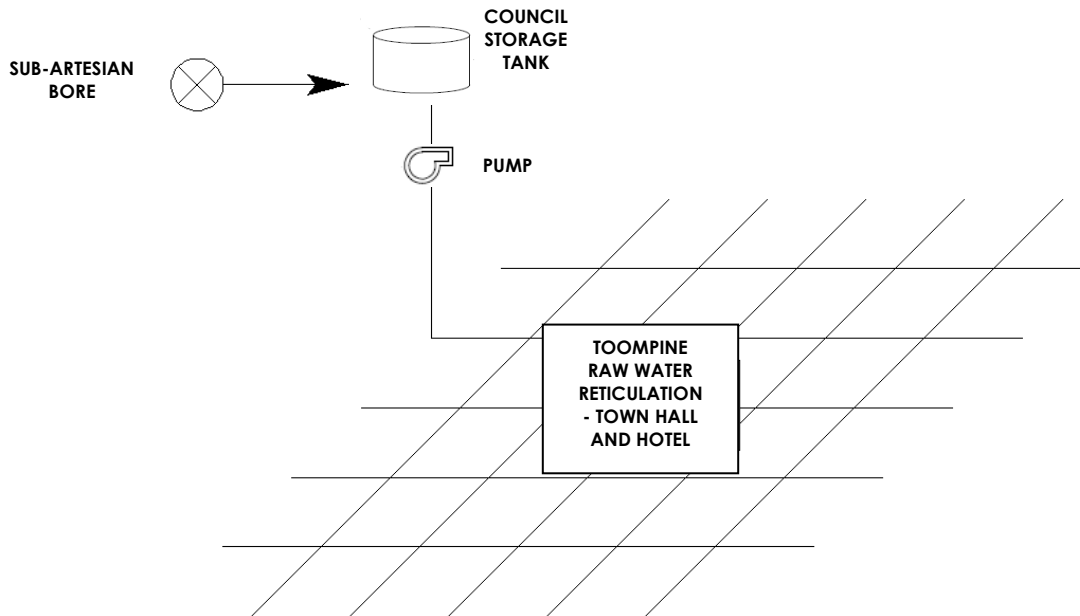 COUNCIL
STORAGE
TANK
SUB-ARTESIAN
BORE
PUMP
TOOMPINE
RAW WATER
RETICULATION
- TOWN HALL
AND HOTEL